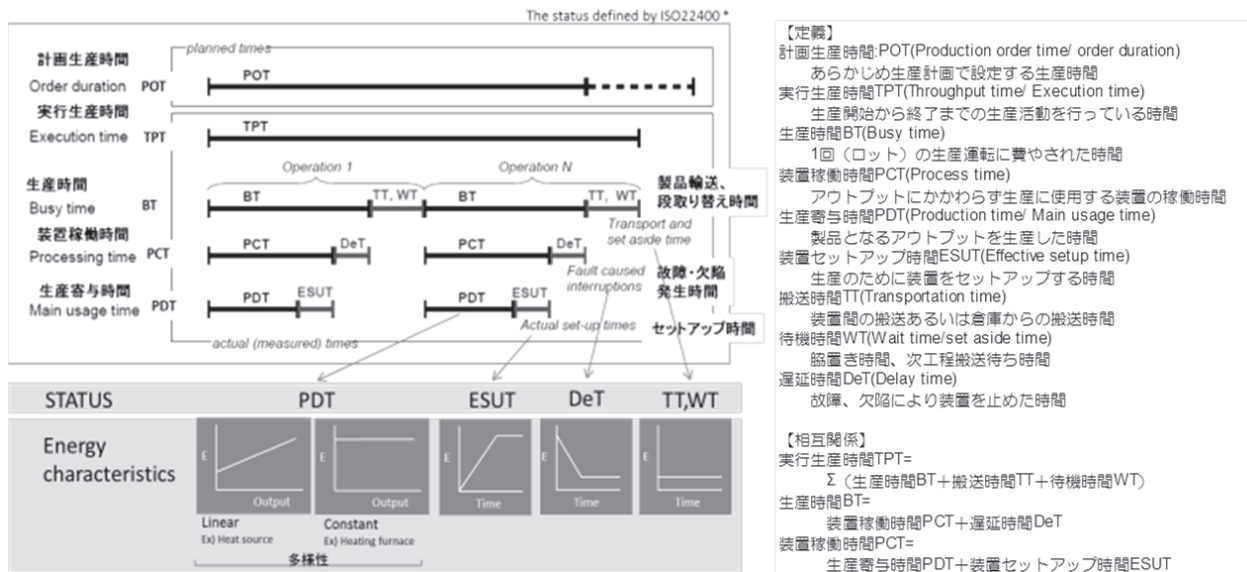 The status defined by ISO22400 *
planned times
計画生産時間
Order duration POT
POT
実行生産時間
Execution time TPT
TPT
Operation 1
Operation N
生産時間
Busy time BT
BT
TT, WT
BT
TT, WT
製品輸送、
段取り替え時間
Transport and
set aside time
装置稼働時間
Processing time PCT
PCT
DeT
PCT
DeT
Fault caused
interruptions
故障・欠陥
発生時間
生産寄与時間
Main usage time PDT
PDT
ESUT
PDT
ESUT
Actual set-up times
セットアップ時間
actual (measured) times
STATUS PDT ESUT DeT TT,WT
Energy
characteristics
E
Output
E
Output
E
Time
E
Time
E
Time
Linear
Ex) Heat source
Constant
Ex) Heating furnace
多様性
【定義】
計画生産時間:POT(Production order time/ order duration)
あらかじめ生産計画で設定する生産時間
実行生産時間TPT(Throughput time/ Execution time)
生産開始から終了までの生産活動を行っている時間
生産時間BT(Busy time)
1回（ロット）の生産運転に費やされた時間
装置稼働時間PCT(Process time)
アウトプットにかかわらず生産に使用する装置の稼働時間
生産寄与時間PDT(Production time/ Main usage time)
製品となるアウトプットを生産した時間
装置セットアップ時間ESUT(Effective setup time)
生産のために装置をセットアップする時間
搬送時間TT(Transportation time)
装置間の搬送あるいは倉庫からの搬送時間
待機時間WT(Wait time/set aside time)
脇置き時間、次工程搬送待ち時間
遅延時間DeT(Delay time)
故障、欠陥により装置を止めた時間
【相互関係】
実行生産時間TPT=
Σ（生産時間BT＋搬送時間TT＋待機時間WT）
生産時間BT=
装置稼働時間PCT＋遅延時間DeT
装置稼働時間PCT=
生産寄与時間PDT＋装置セットアップ時間ESUT